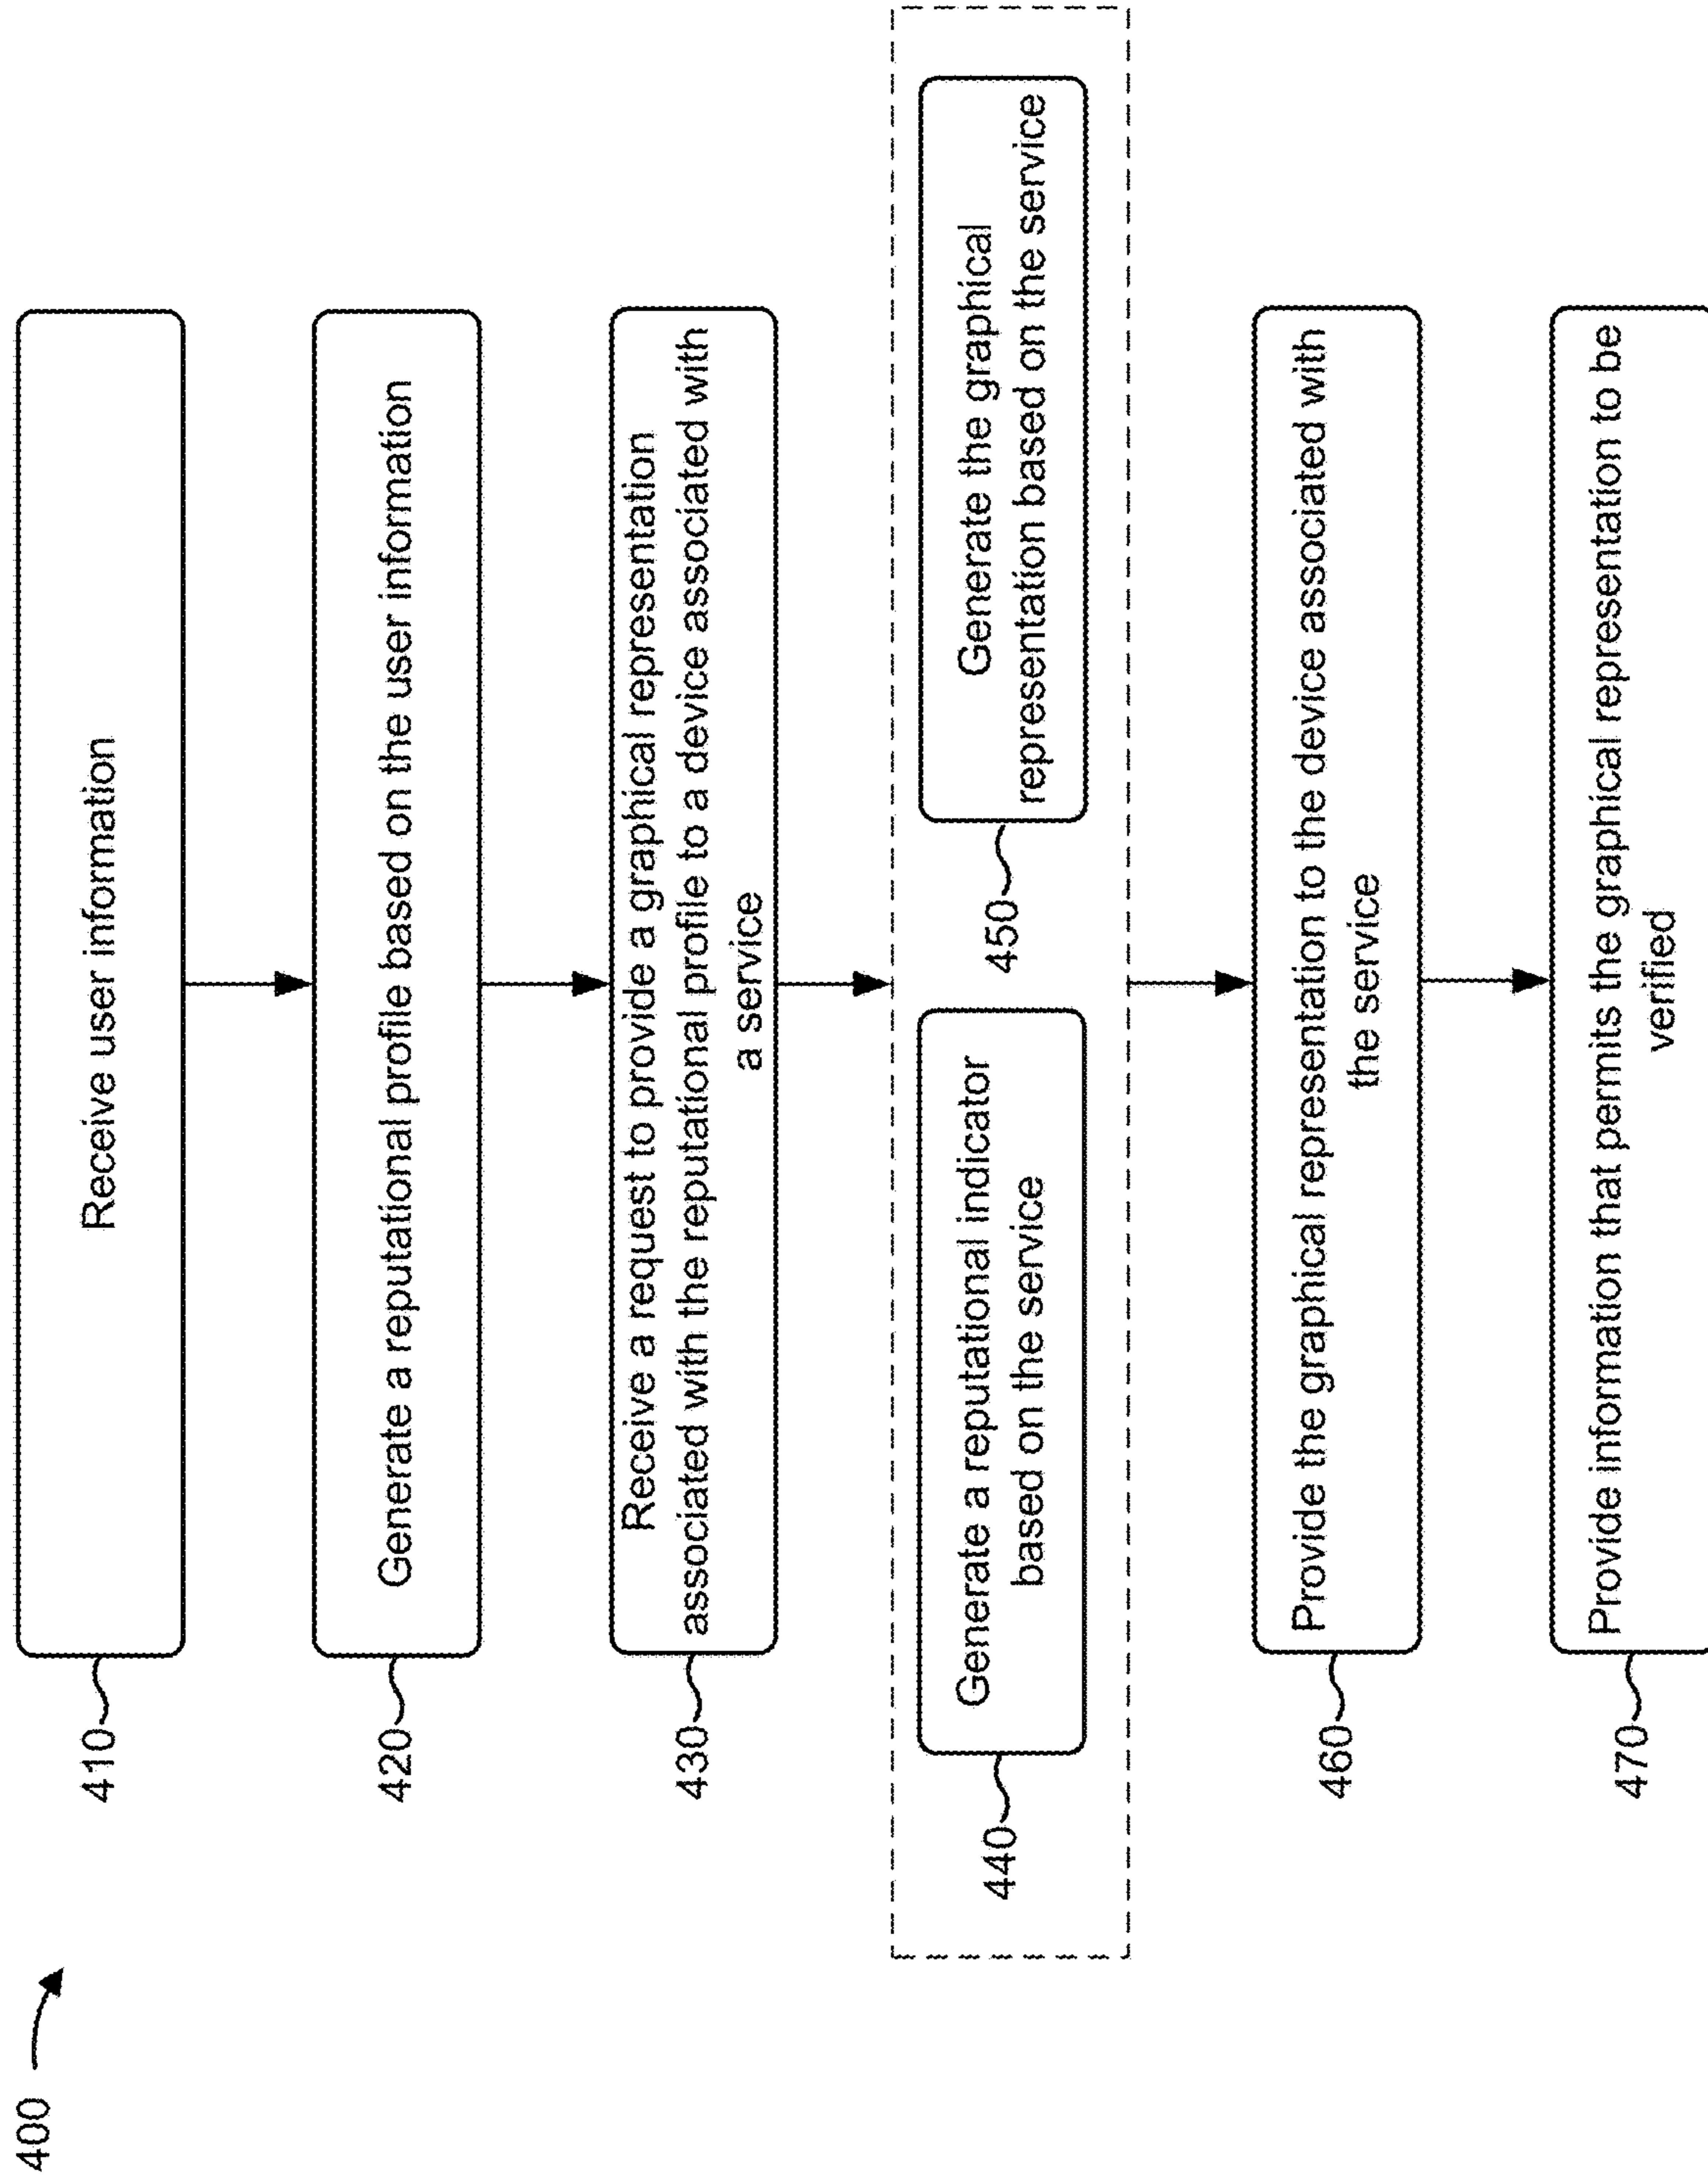 400
410
Receive user information
420
Generate a reputational profile based on the user information
430
Receive a request to provide a graphical representation
associated with the reputational profile to a device associated with
a service
440
Generate a reputational indicator
based on the service
450
Generate the graphical
representation based on the service
460
Provide the graphical representation to the device associated with
the service
470
Provide information that permits the graphical representation to be
verified